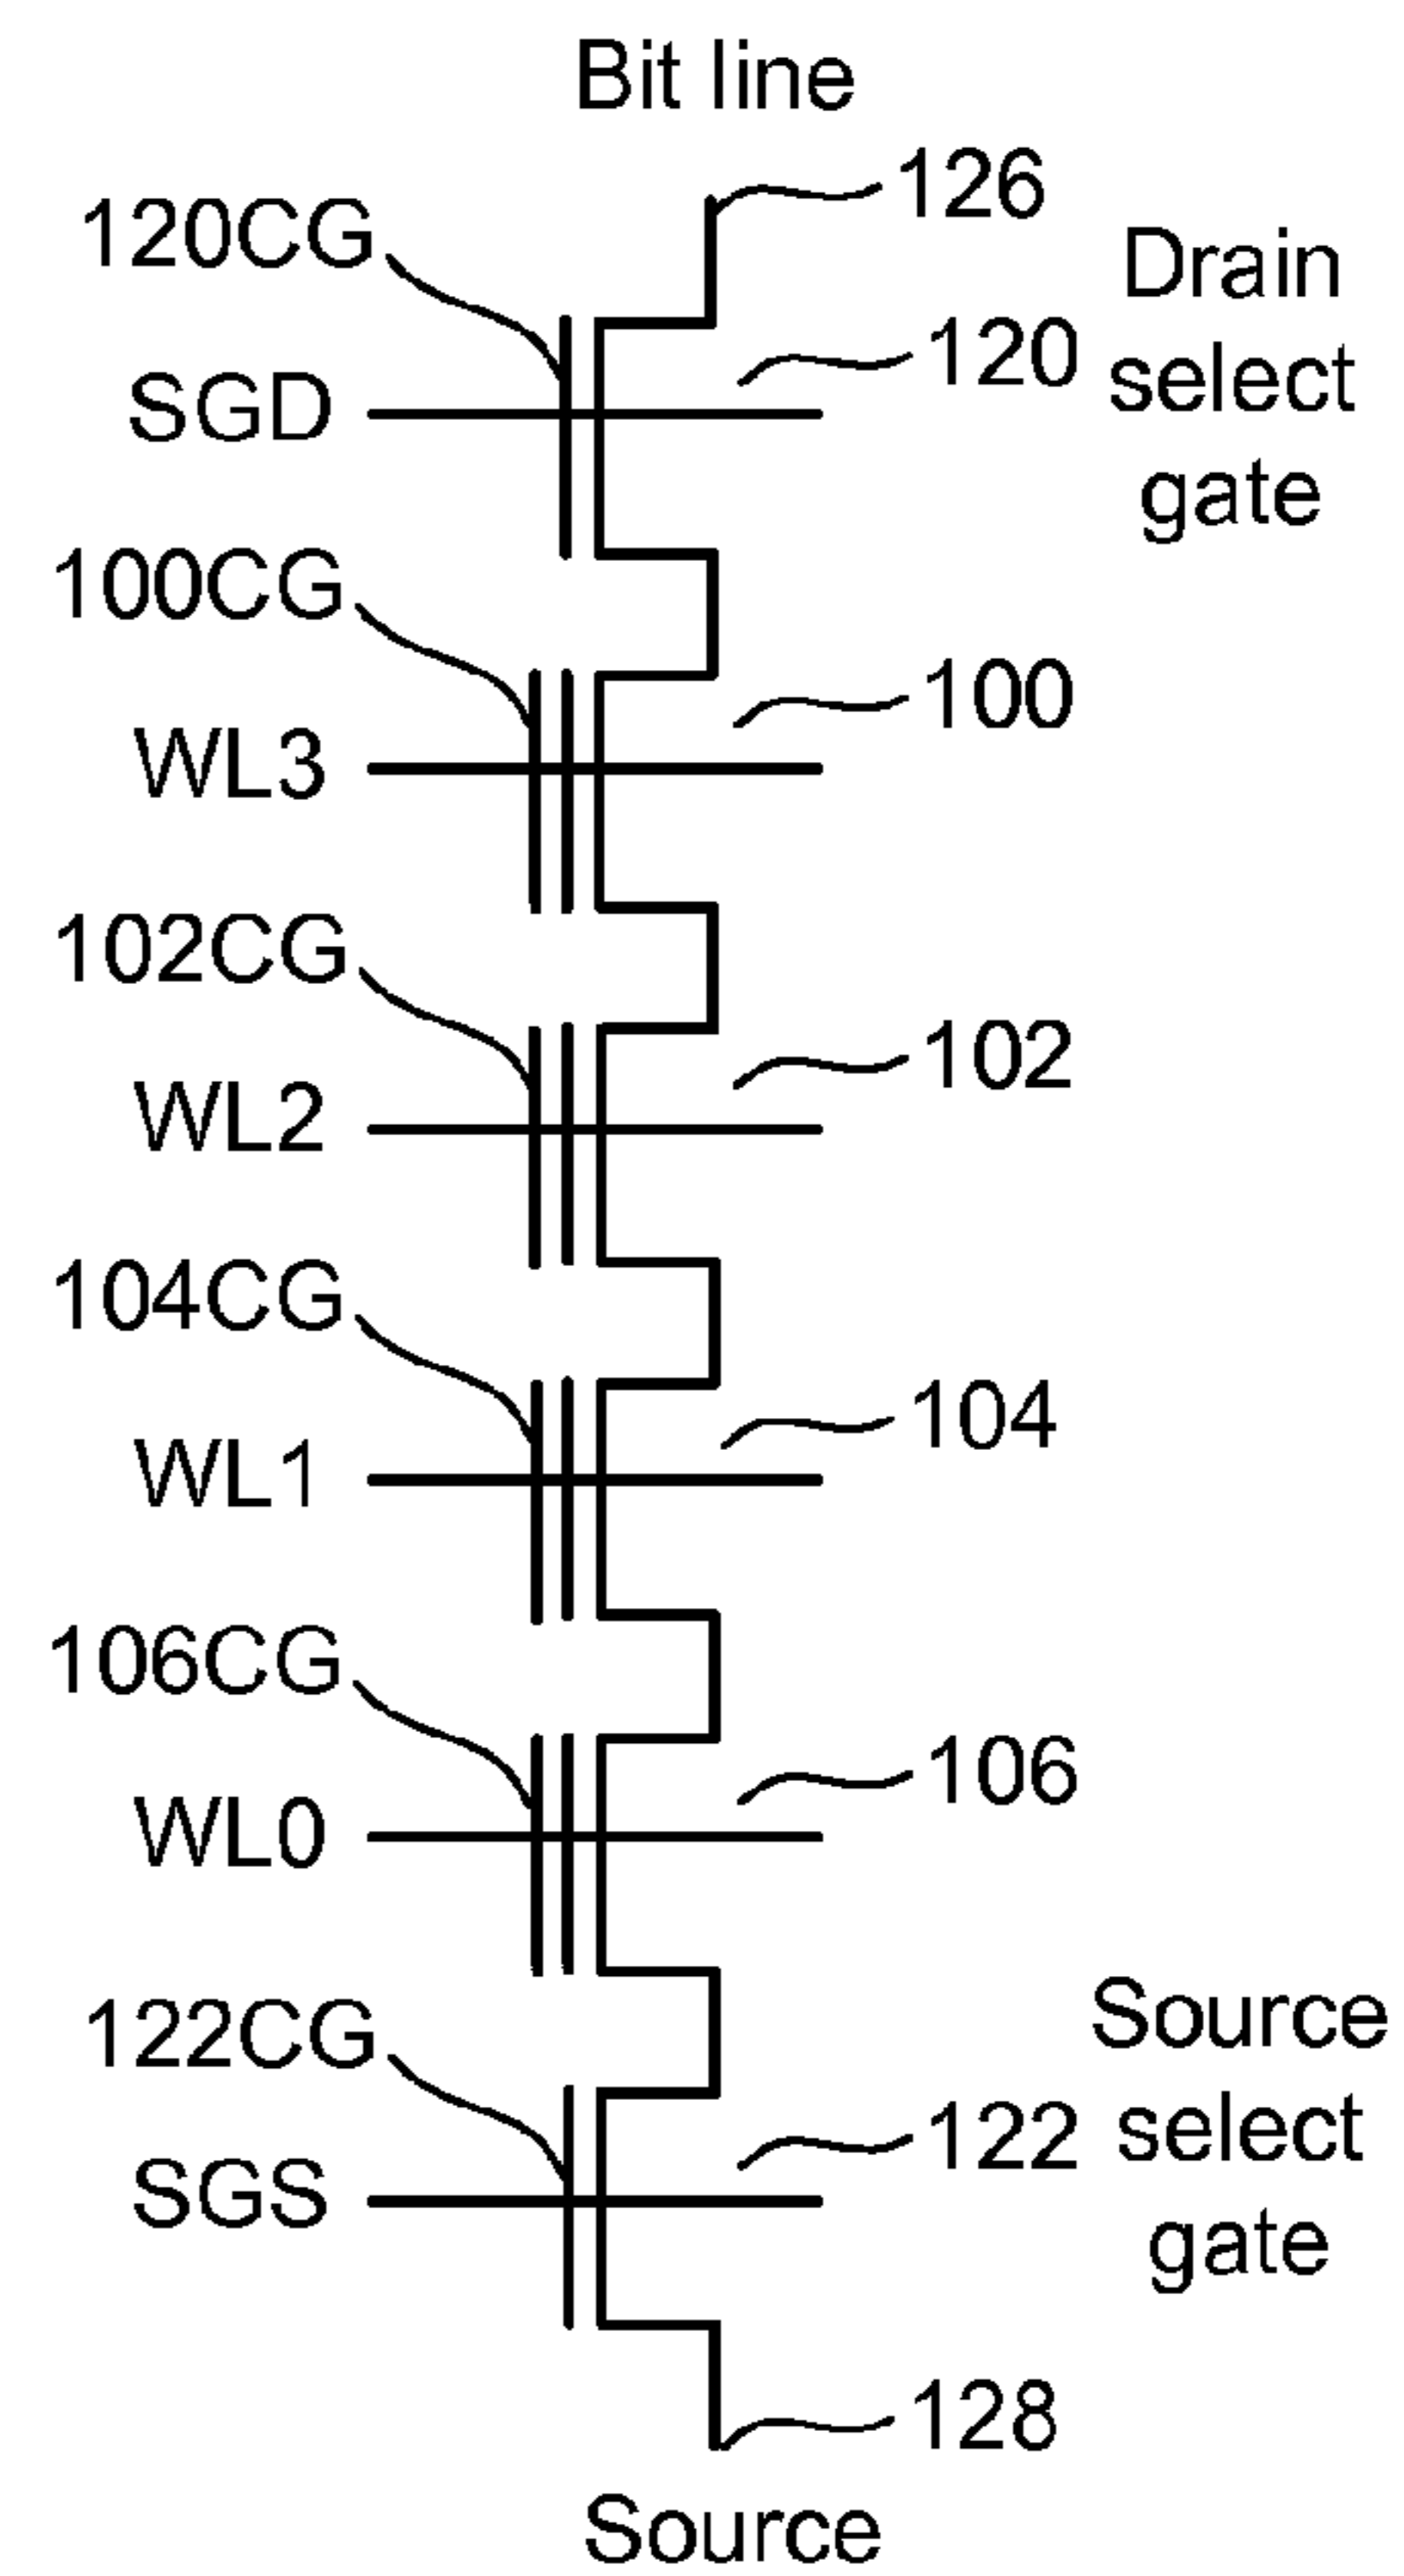 Bit line
126
120CG
Drain
select
gate
120
SGD
100CG
100
WL3
102CG
102
WL2
104CG
104
WL1
106CG
106
WL0
122CG
Source
select
gate
122
SGS
128
Source